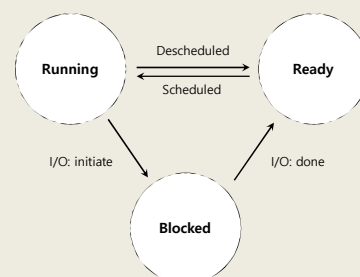 Descheduled
Running
Ready
Scheduled
I/O: initiate
I/O: done
Blocked